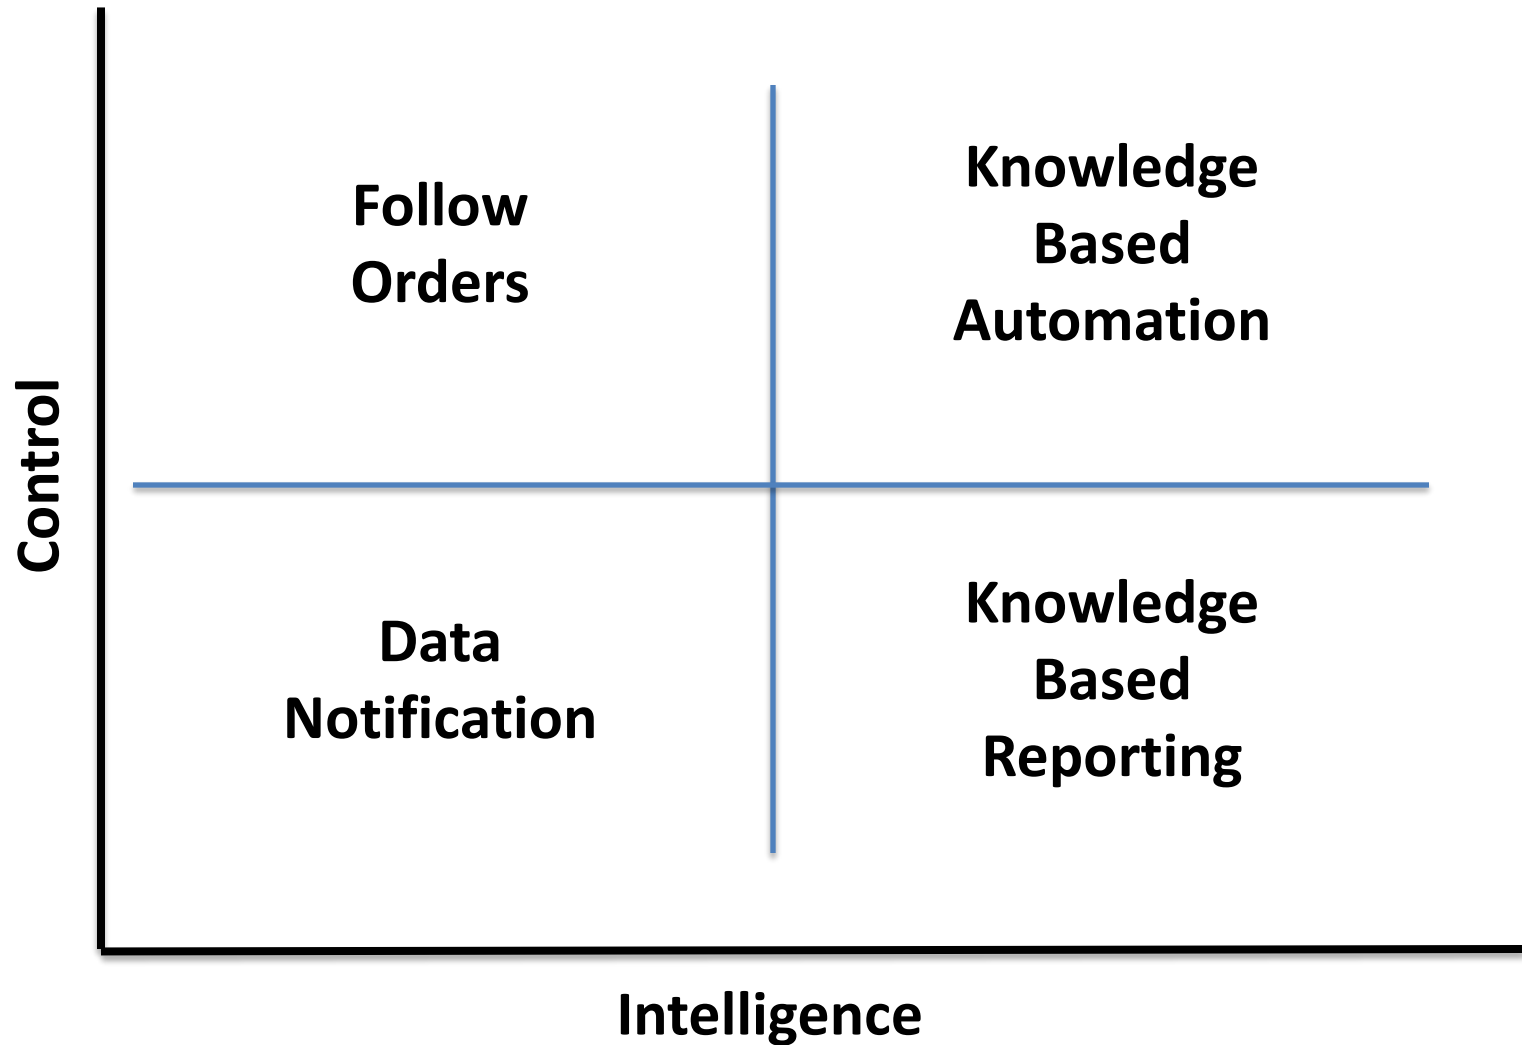 Follow
Orders
Knowledge
Based
Automation
Control
Data
Notification
Knowledge
Based
Reporting
Intelligence